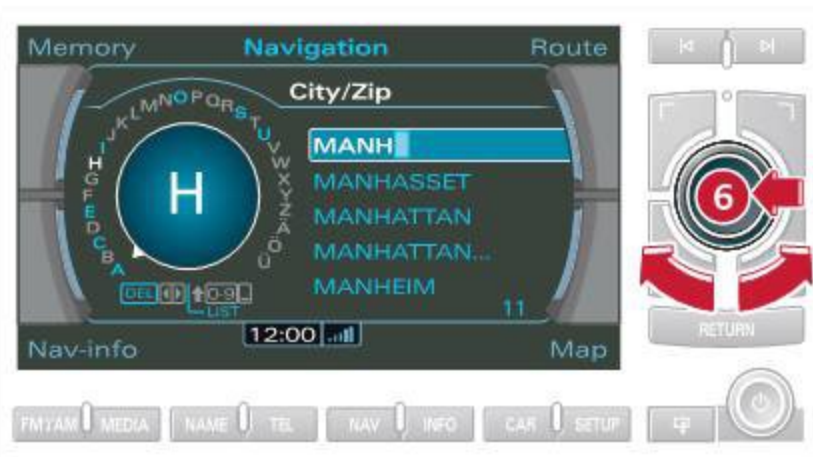 Memory Navigation Route
City/Zip
A B C D E F G H I J K L M N O P Q R S T U V W X Y Z Ä Ö Ü
H
MANH
MANHASSET
MANHATTAN
MANHATTAN...
MANHEIM
DEL 0-9
LIST
11
12:00
Nav-info Map
6
RETURN
FM/AM MEDIA NAME TEL NAV INFO CAR SETUP